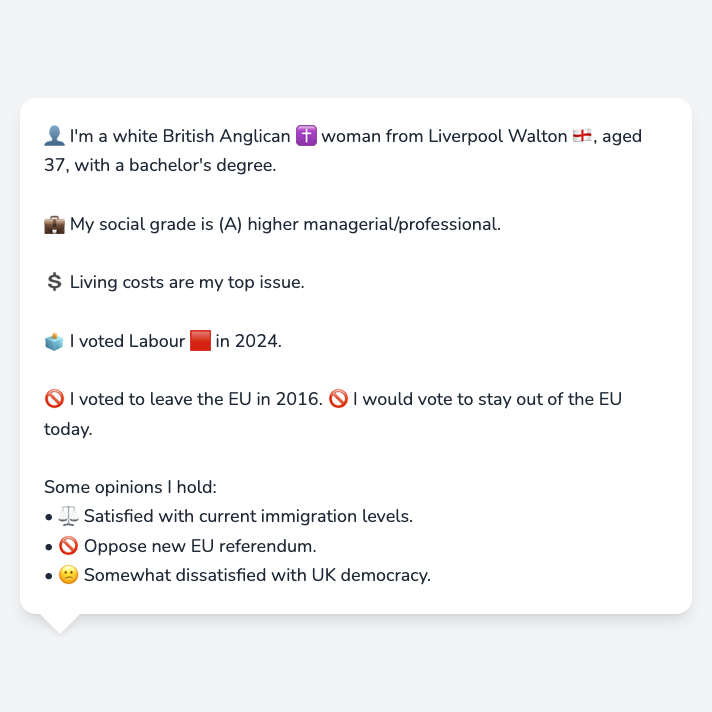 👤 I'm a white British Anglican ✝️ woman from Liverpool Walton 🏴󠁧󠁢󠁥󠁮󠁧󠁿, aged
37, with a bachelor's degree.
💼 My social grade is (A) higher managerial/professional.
💲 Living costs are my top issue.
🗳️ I voted Labour 🟥 in 2024.
🚫 I voted to leave the EU in 2016. 🚫 I would vote to stay out of the EU
today.
Some opinions I hold:
• ⚖️ Satisfied with current immigration levels.
• 🚫 Oppose new EU referendum.
• 😕 Somewhat dissatisfied with UK democracy.